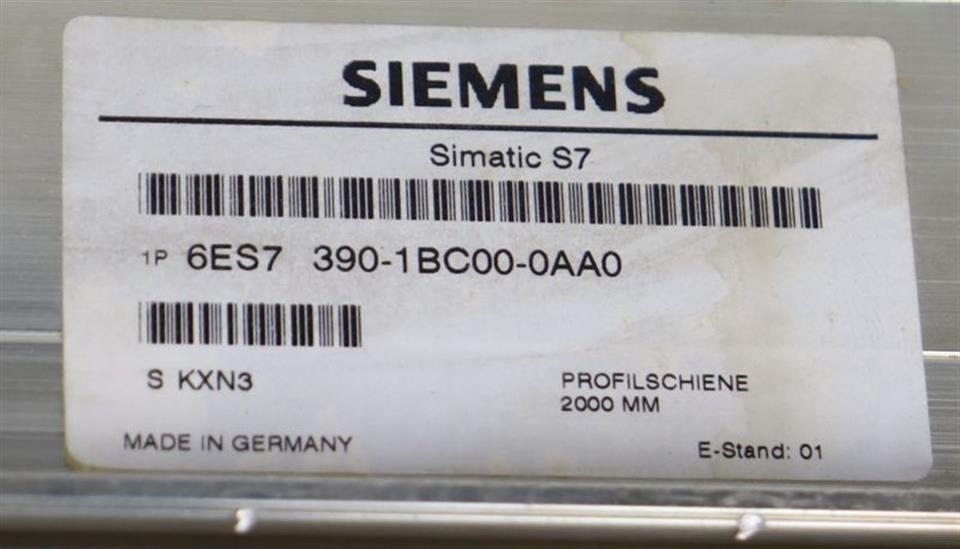 SIEMENS
Simatic S7
1P 6ES7 390-1BC00-0AA0
S KXN3
PROFILSCHIENE
2000 MM
MADE IN GERMANY
E-Stand: 01